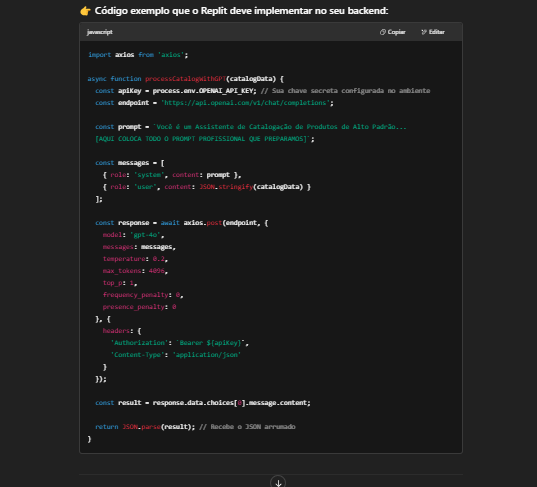 👉 Código exemplo que o Replit deve implementar no seu backend:
javascript Copiar Editar
import axios from 'axios';
async function processCatalogWithGPT(catalogData) {
const apiKey = process.env.OPENAI_API_KEY; // Sua chave secreta configurada no ambiente
const endpoint = 'https://api.openai.com/v1/chat/completions';
const prompt = `Você é um Assistente de Catalogação de Produtos de Alto Padrão...
[AQUI COLOCA TODO O PROMPT PROFISSIONAL QUE PREPARAMOS]`;
const messages = [
{ role: 'system', content: prompt },
{ role: 'user', content: JSON.stringify(catalogData) }
];
const response = await axios.post(endpoint, {
model: 'gpt-4o',
messages: messages,
temperature: 0.2,
max_tokens: 4096,
top_p: 1,
frequency_penalty: 0,
presence_penalty: 0
}, {
headers: {
'Authorization': `Bearer ${apiKey}`,
'Content-Type': 'application/json'
}
});
const result = response.data.choices[0].message.content;
return JSON.parse(result); // Recebe o JSON arrumado
}